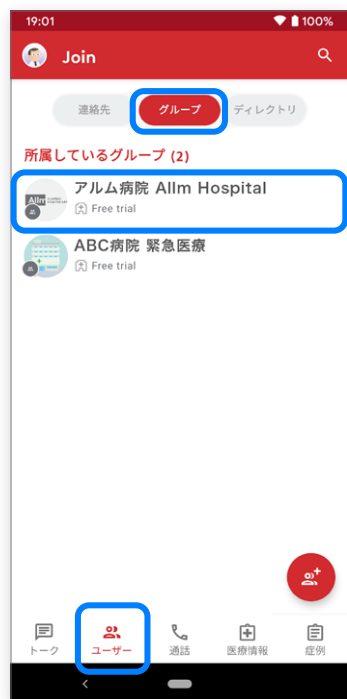 19:01
100%
Join
連絡先
グループ
ディレクトリ
所属しているグループ (2)
Allm
アルム病院 Allm Hospital
Free trial
ABC病院 緊急医療
Free trial
トーク
ユーザー
通話
医療情報
症例